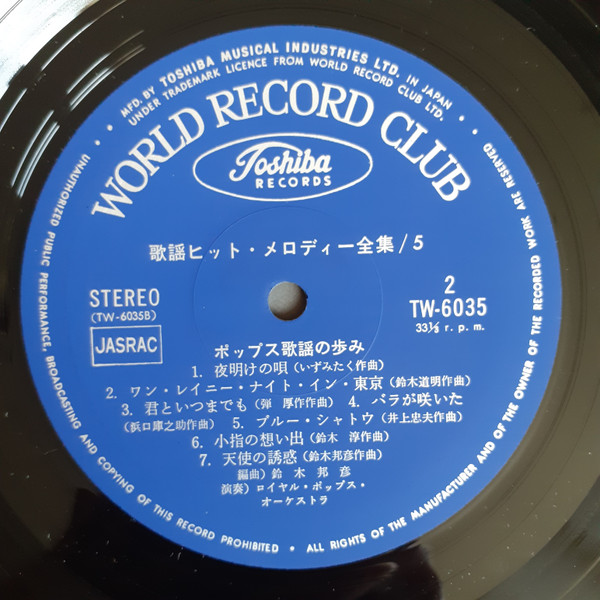 MFD. BY TOSHIBA MUSICAL INDUSTRIES LTD. IN JAPAN
UNDER TRADEMARK LICENCE FROM WORLD RECORD CLUB LTD.
WORLD RECORD CLUB
Toshiba
RECORDS
歌謡ヒット・メロディー全集/5
STEREO
(TW-6035B)
JASRAC
2
TW-6035
33⅓ r. p. m.
ポップス歌謡の歩み
1. 夜明けの唄(いずみたく作曲)
2. ワン・レイニー・ナイト・イン・東京(鈴木道明作曲)
3. 君といつまでも(弾 厚作作曲) 4. バラが咲いた
(浜口庫之助作曲) 5. ブルー・シャトウ(井上忠夫作曲)
6. 小指の想い出(鈴木 淳作曲)
7. 天使の誘惑(鈴木邦彦作曲)
編曲)鈴 木 邦 彦
演奏)ロイヤル・ポップス・
オーケストラ
UNAUTHORIZED PUBLIC PERFORMANCE, BROADCASTING AND COPYING OF THIS RECORD PROHIBITED • ALL RIGHTS OF THE MANUFACTURER AND OF THE OWNER OF THE RECORDED WORK ARE RESERVED